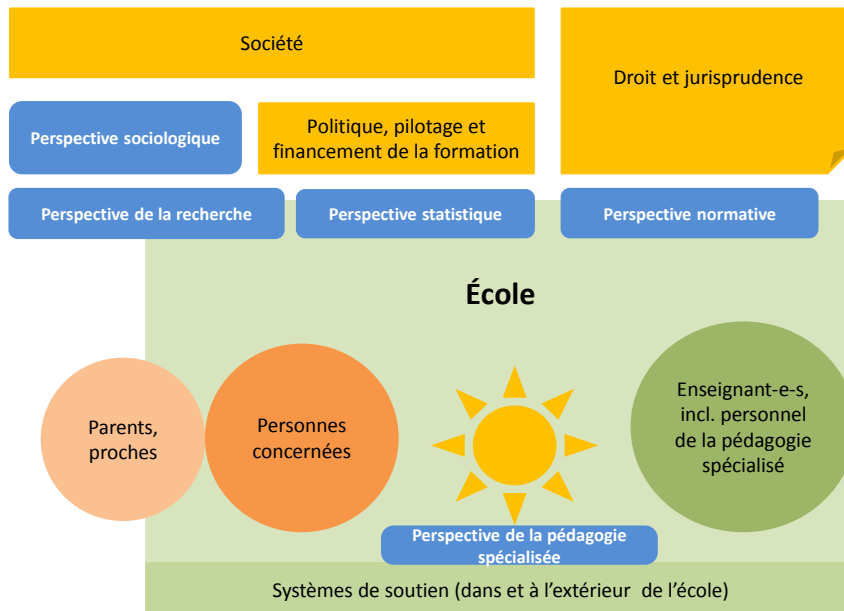 Société
Droit et jurisprudence
Perspective sociologique
Politique, pilotage et
financement de la formation
Perspective de la recherche
Perspective statistique
Perspective normative
École
Parents,
proches
Personnes
concernées
Enseignant-e-s,
incl. personnel
de la pédagogie
spécialisé
Perspective de la pédagogie
spécialisée
Systèmes de soutien (dans et à l'extérieur de l'école)